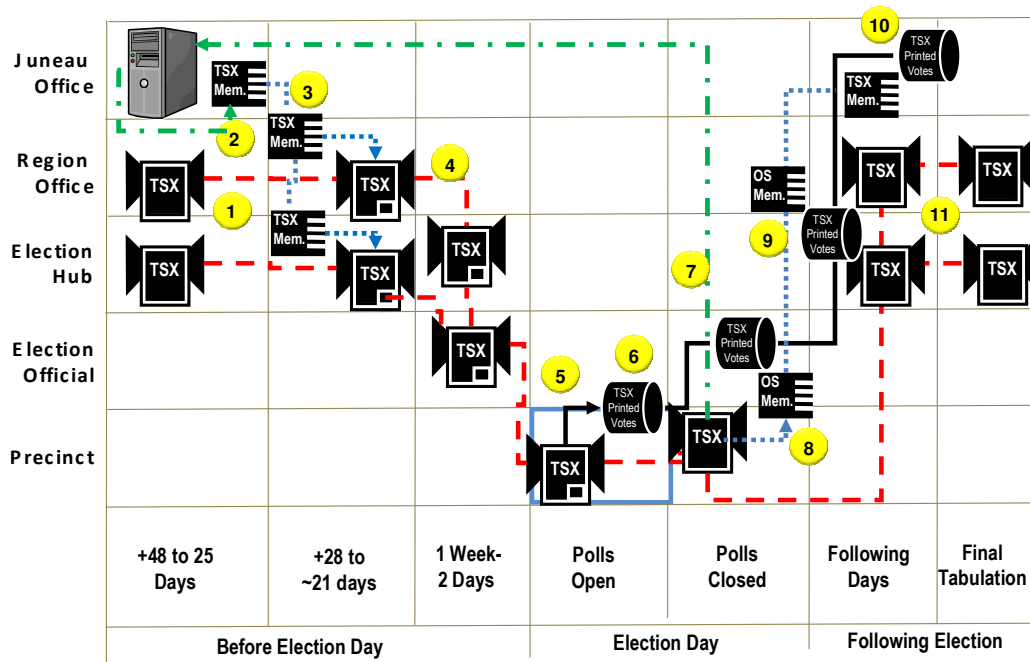 10
TSX
Printed
Votes
Juneau
Office
TSX
Mem.
3
TSX
Mem.
2
TSX
Mem.
Region
Office
TSX
TSX
4
OS
Mem.
TSX
TSX
1
TSX
Mem.
TSX
Printed
Votes
11
9
Election
Hub
TSX
TSX
TSX
7
TSX
TSX
Election
Official
TSX
6
5
TSX
Printed
Votes
TSX
Printed
Votes
OS
Mem.
Precinct
TSX
TSX
8
+48 to 25
Days
+28 to
~21 days
1 Week-
2 Days
Polls
Open
Polls
Closed
Following
Days
Final
Tabulation
Before Election Day
Election Day
Following Election